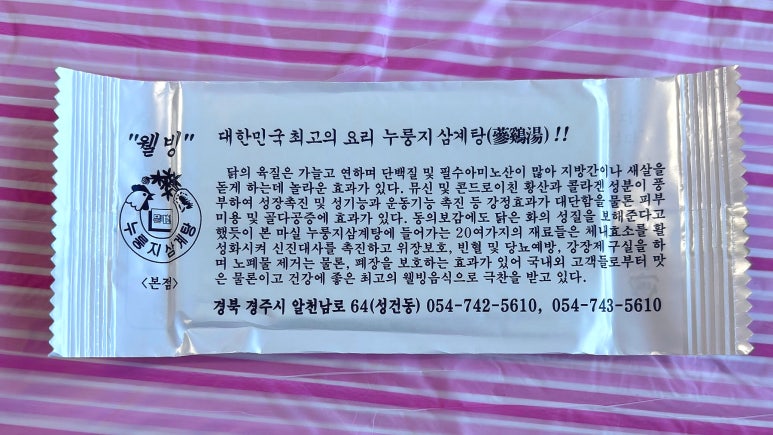 "웰빙"
누룽지삼계탕
<본점>
대한민국 최고의 요리 누룽지 삼계탕(蔘鷄湯) !!
닭의 육질은 가늘고 연하며 단백질 및 필수아미노산이 많아 지방간이나 새살을
돋게 하는데 놀라운 효과가 있다. 뮤신 및 콘드로이친 황산과 콜라겐 성분이 풍
부하여 성장촉진 및 성기능과 운동기능 촉진 등 강정효과가 대단함을 물론 피부
미용 및 골다공증에 효과가 있다. 동의보감에도 닭은 화의 성질을 보해준다고
했듯이 본 마실 누룽지삼계탕에 들어가는 20여가지의 재료들은 체내효소를 활
성화시켜 신진대사를 촉진하고 위장보호, 빈혈 및 당뇨예방, 강장제 구실을 하
며 노폐물 제거는 물론, 폐장을 보호하는 효과가 있어 국내외 고객들로부터 맛
은 물론이고 건강에 좋은 최고의 웰빙음식으로 극찬을 받고 있다.
경북 경주시 알천남로 64(성건동) 054-742-5610, 054-743-5610